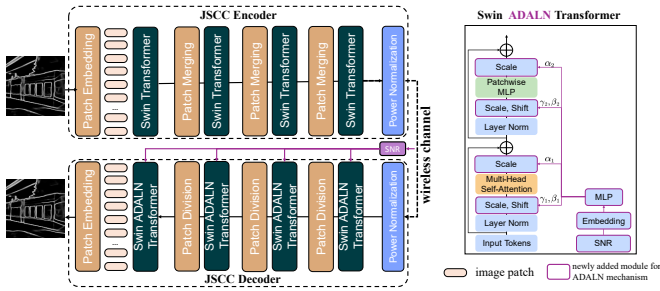 JSCC Encoder
Patch Embedding
...
Swin Transformer
Patch Merging
Swin Transformer
Patch Merging
Swin Transformer
Patch Merging
Swin Transformer
Power Normalization
wireless channel
SNR
Patch Embedding
...
Swin ADALN
Transformer
Patch Division
Swin ADALN
Transformer
Patch Division
Swin ADALN
Transformer
Patch Division
Swin ADALN
Transformer
Power Normalization
JSCC Decoder
Swin ADALN Transformer
Scale
α₂
Patchwise
MLP
Scale, Shift
γ₂, β₂
Layer Norm
Scale
α₁
Multi-Head
Self-Attention
Scale, Shift
γ₁, β₁
Layer Norm
Input Tokens
MLP
Embedding
SNR
image patch
newly added module for
ADALN mechanism